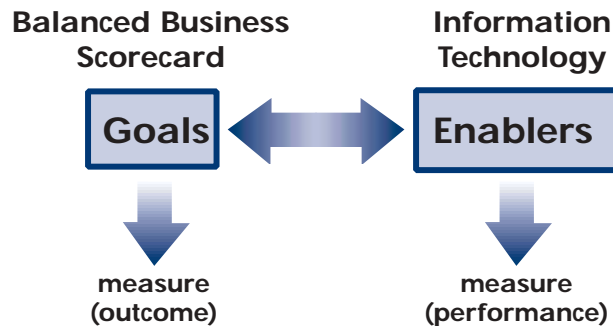 Balanced Business
Scorecard
Goals
measure
(outcome)
Information
Technology
Enablers
measure
(performance)